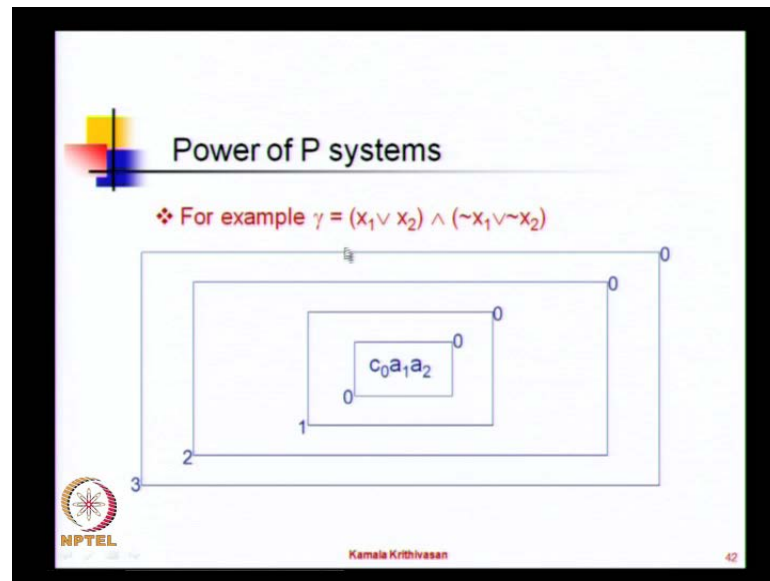 Power of P systems
❖ For example γ = (x₁∨ x₂) ∧ (~x₁∨~x₂)
0
0
0
0
c₀a₁a₂
0
1
2
3
NPTEL
Kamala Krithivasan
42